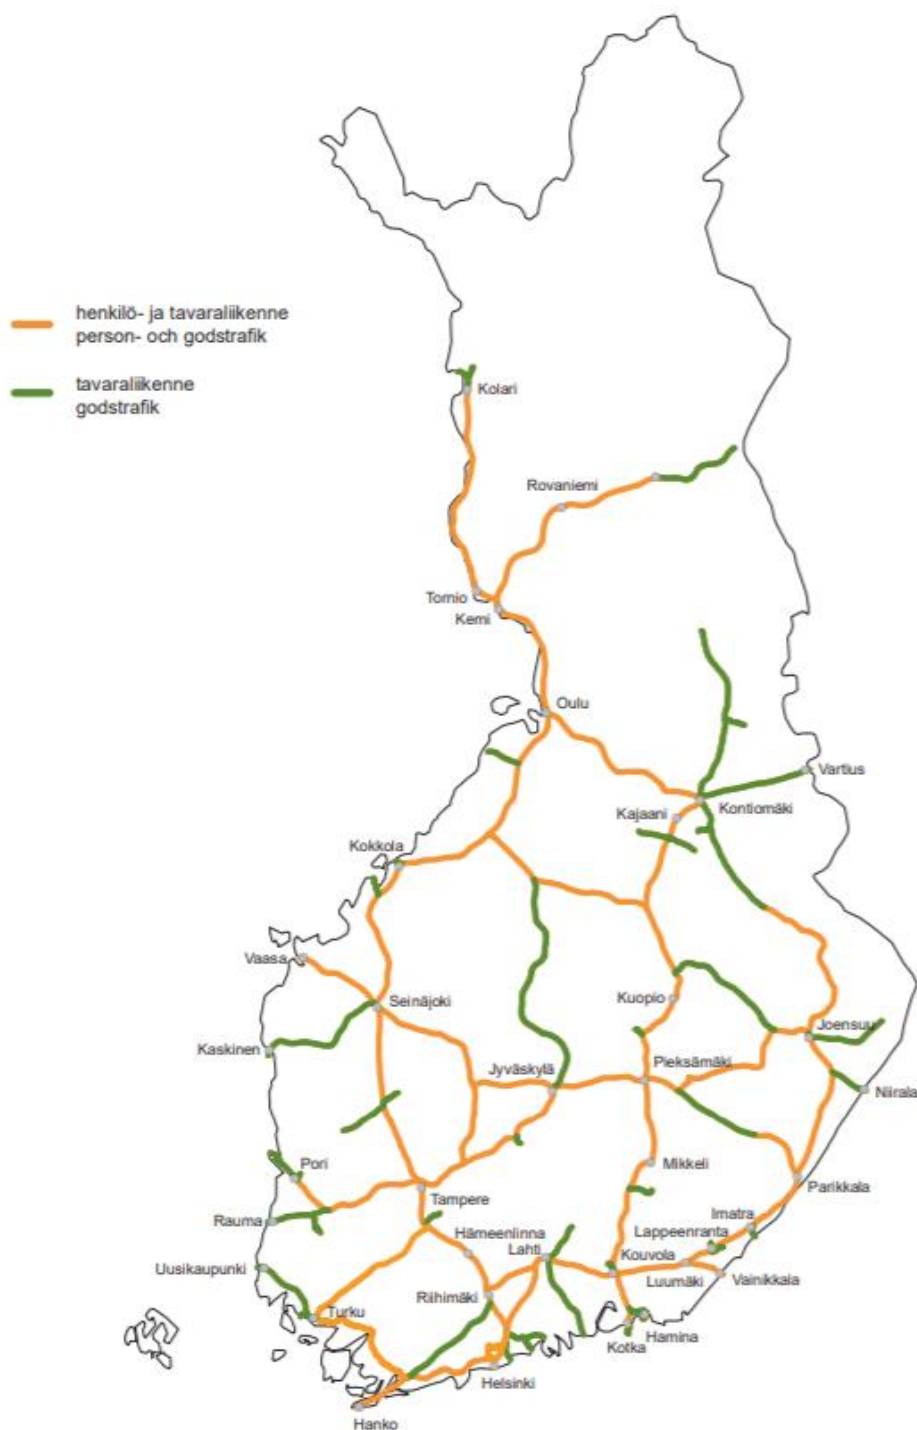 henkilö- ja tavaraliikenne
person- och godstrafik
tavaraliikenne
godstrafik
Kolari
Rovaniemi
Tornio
Kemi
Oulu
Vartius
Kajaani
Kontiomäki
Kokkola
Vaasa
Seinäjoki
Kuopio
Joensuu
Kaskinen
Jyväskylä
Pieksämäki
Niirala
Pori
Mikkeli
Parikkala
Tampere
Rauma
Imatra
Hämeenlinna
Lappeenranta
Lahti
Kouvola
Uusikaupunki
Luumäki
Vainikkala
Riihimäki
Turku
Hamina
Kotka
Helsinki
Hanko